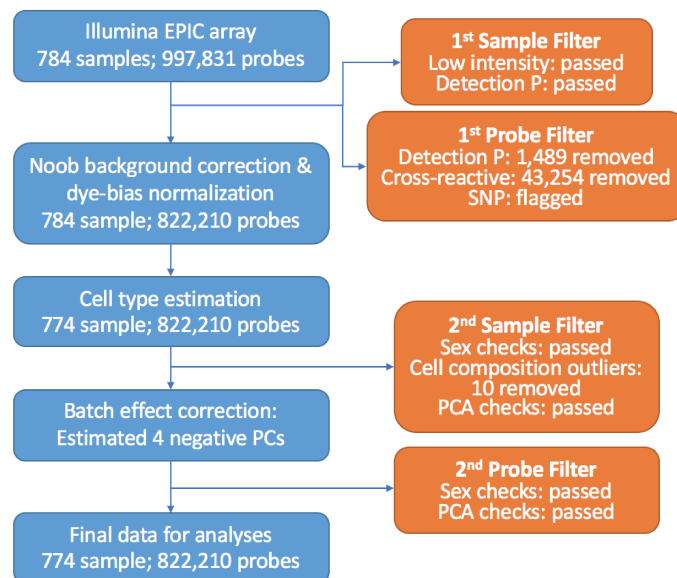 Illumina EPIC array
784 samples; 997,831 probes
1st Sample Filter
Low intensity: passed
Detection P: passed
1st Probe Filter
Detection P: 1,489 removed
Cross-reactive: 43,254 removed
SNP: flagged
Noob background correction &
dye-bias normalization
784 sample; 822,210 probes
Cell type estimation
774 sample; 822,210 probes
2nd Sample Filter
Sex checks: passed
Cell composition outliers:
10 removed
PCA checks: passed
Batch effect correction:
Estimated 4 negative PCs
2nd Probe Filter
Sex checks: passed
PCA checks: passed
Final data for analyses
774 sample; 822,210 probes